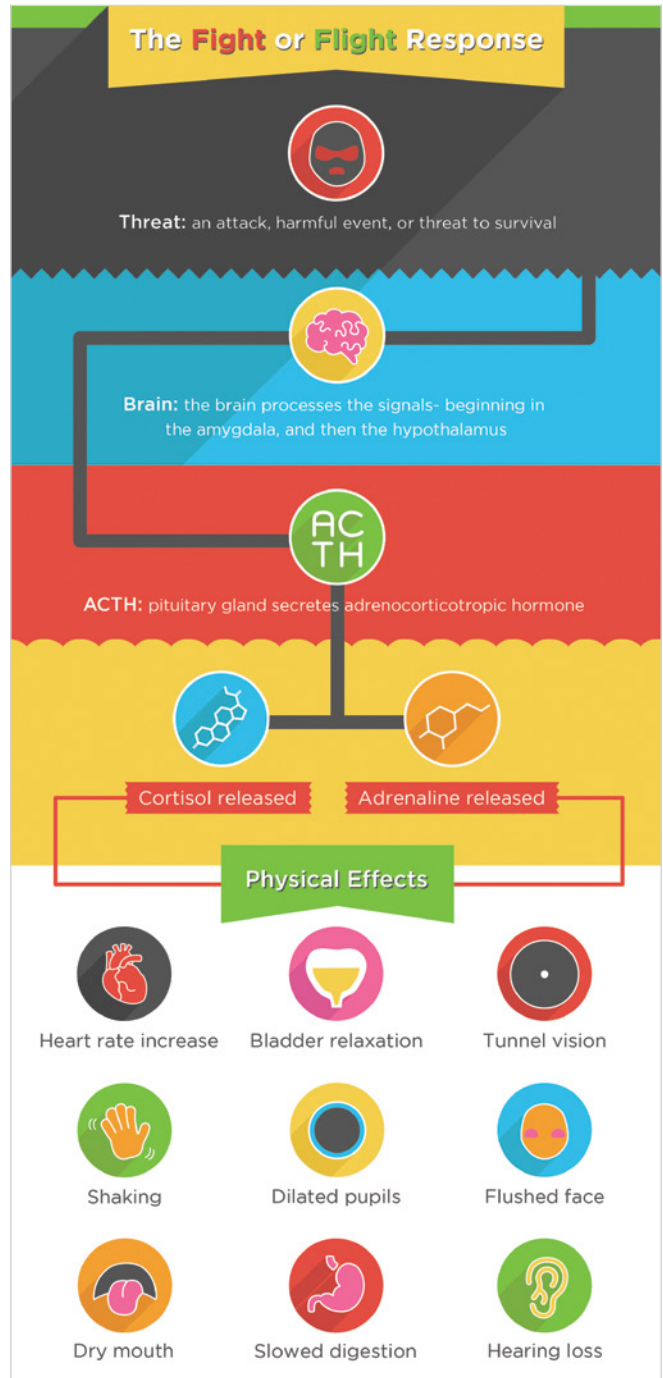 The Fight or Flight Response
Threat: an attack, harmful event, or threat to survival
Brain: the brain processes the signals- beginning in
the amygdala, and then the hypothalamus
AC
TH
ACTH: pituitary gland secretes adrenocorticotropic hormone
Cortisol released
Adrenaline released
Physical Effects
Heart rate increase
Bladder relaxation
Tunnel vision
Shaking
Dilated pupils
Flushed face
Dry mouth
Slowed digestion
Hearing loss